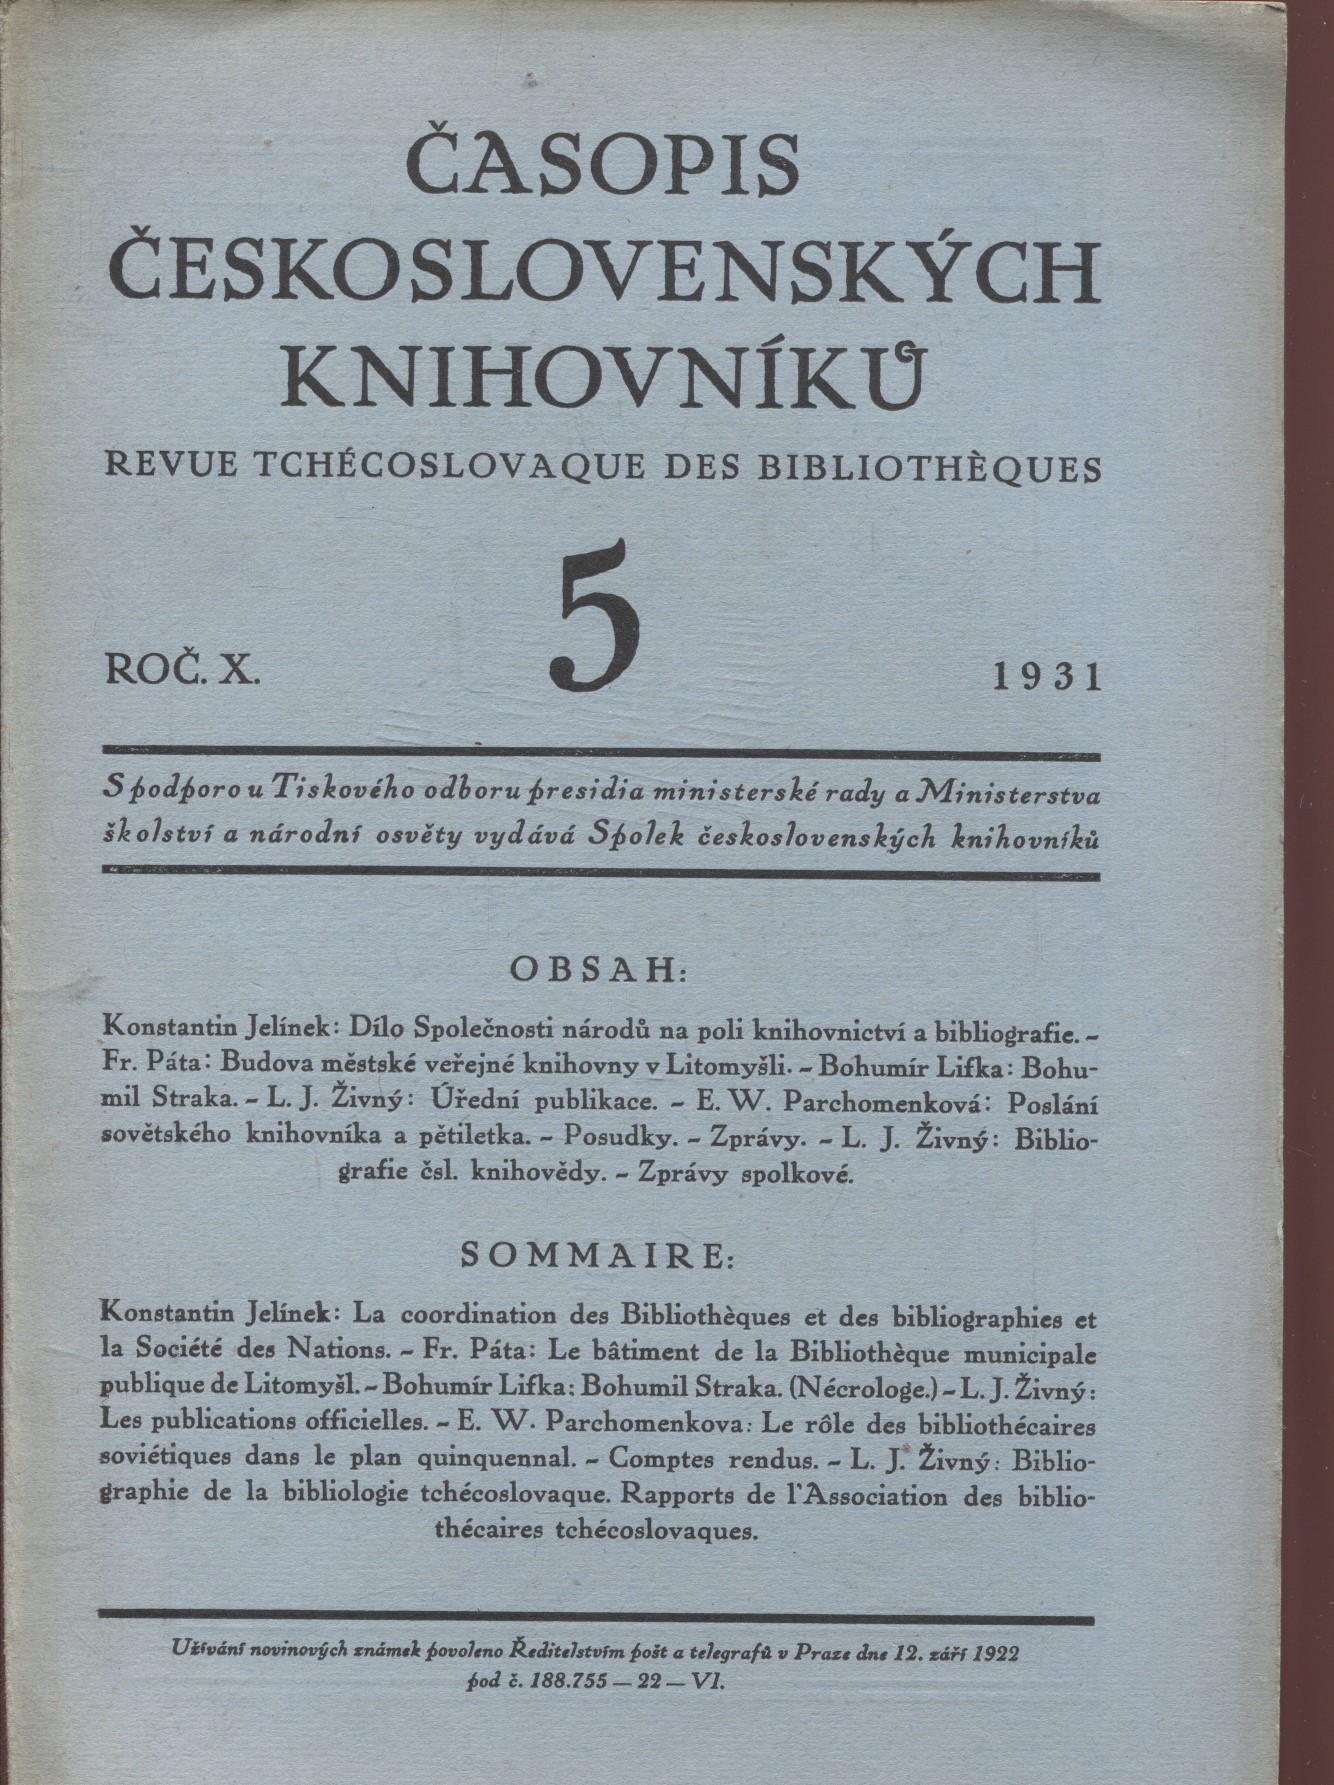 ČASOPIS
ČESKOSLOVENSKÝCH
KNIHOVNÍKŮ
REVUE TCHÉCOSLOVAQUE DES BIBLIOTHÈQUES
5
ROČ. X.
1931
S podporou Tiskového odboru presidia ministerské rady a Ministerstva
školství a národní osvěty vydává Spolek československých knihovníků
OBSAH:
Konstantin Jelínek: Dílo Společnosti národů na poli knihovnictví a bibliografie. –
Fr. Páta: Budova městské veřejné knihovny v Litomyšli. – Bohumír Lifka: Bohu-
mil Straka. – L. J. Živný: Úřední publikace. – E. W. Parchomenková: Poslání
sovětského knihovníka a pětiletka. – Posudky. – Zprávy. – L. J. Živný: Biblio-
grafie čsl. knihovědy. – Zprávy spolkové.
SOMMAIRE:
Konstantin Jelínek: La coordination des Bibliothèques et des bibliographies et
la Société des Nations. – Fr. Páta: Le bâtiment de la Bibliothèque municipale
publique de Litomyšl. – Bohumír Lifka: Bohumil Straka. (Nécrologe.) – L. J. Živný:
Les publications officielles. – E. W. Parchomenkova: Le rôle des bibliothécaires
soviétiques dans le plan quinquennal. – Comptes rendus. – L. J. Živný: Biblio-
graphie de la bibliologie tchécoslovaque. Rapports de l'Association des biblio-
thécaires tchécoslovaques.
Užívání novinových známek povoleno Ředitelstvím pošt a telegrafů v Praze dne 12. září 1922
pod č. 188.755 — 22 — VI.